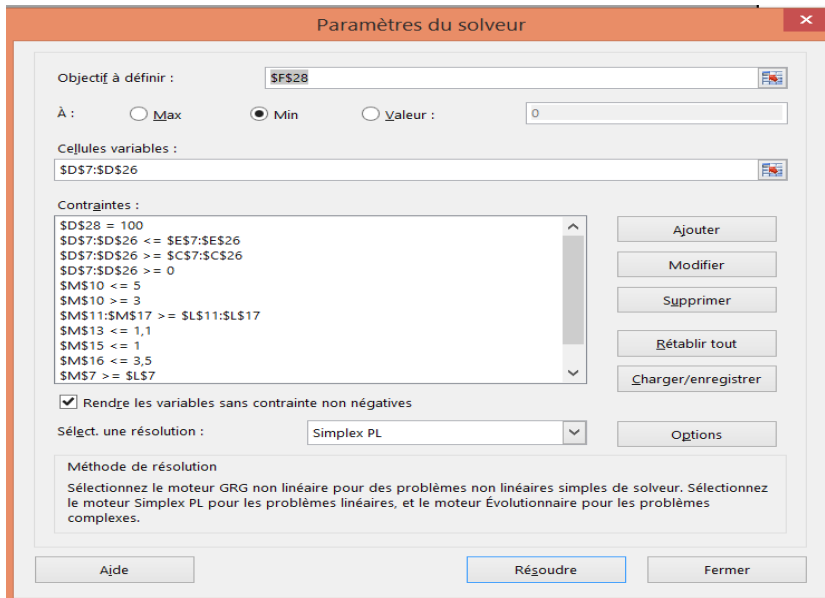 Paramètres du solveur
Objectif à définir :
$F$28
À :
Max
Min
Valeur :
0
Cellules variables :
$D$7:$D$26
Contraintes :
$D$28 = 100
$D$7:$D$26 <= $E$7:$E$26
$D$7:$D$26 >= $C$7:$C$26
$D$7:$D$26 >= 0
$M$10 <= 5
$M$10 >= 3
$M$11:$M$17 >= $L$11:$L$17
$M$13 <= 1,1
$M$15 <= 1
$M$16 <= 3,5
$M$7 >= $L$7
Ajouter
Modifier
Supprimer
Rétablir tout
Charger/enregistrer
Rendre les variables sans contrainte non négatives
Sélect. une résolution :
Simplex PL
Options
Méthode de résolution
Sélectionnez le moteur GRG non linéaire pour des problèmes non linéaires simples de solveur. Sélectionnez
le moteur Simplex PL pour les problèmes linéaires, et le moteur Évolutionnaire pour les problèmes
complexes.
Aide
Résoudre
Fermer